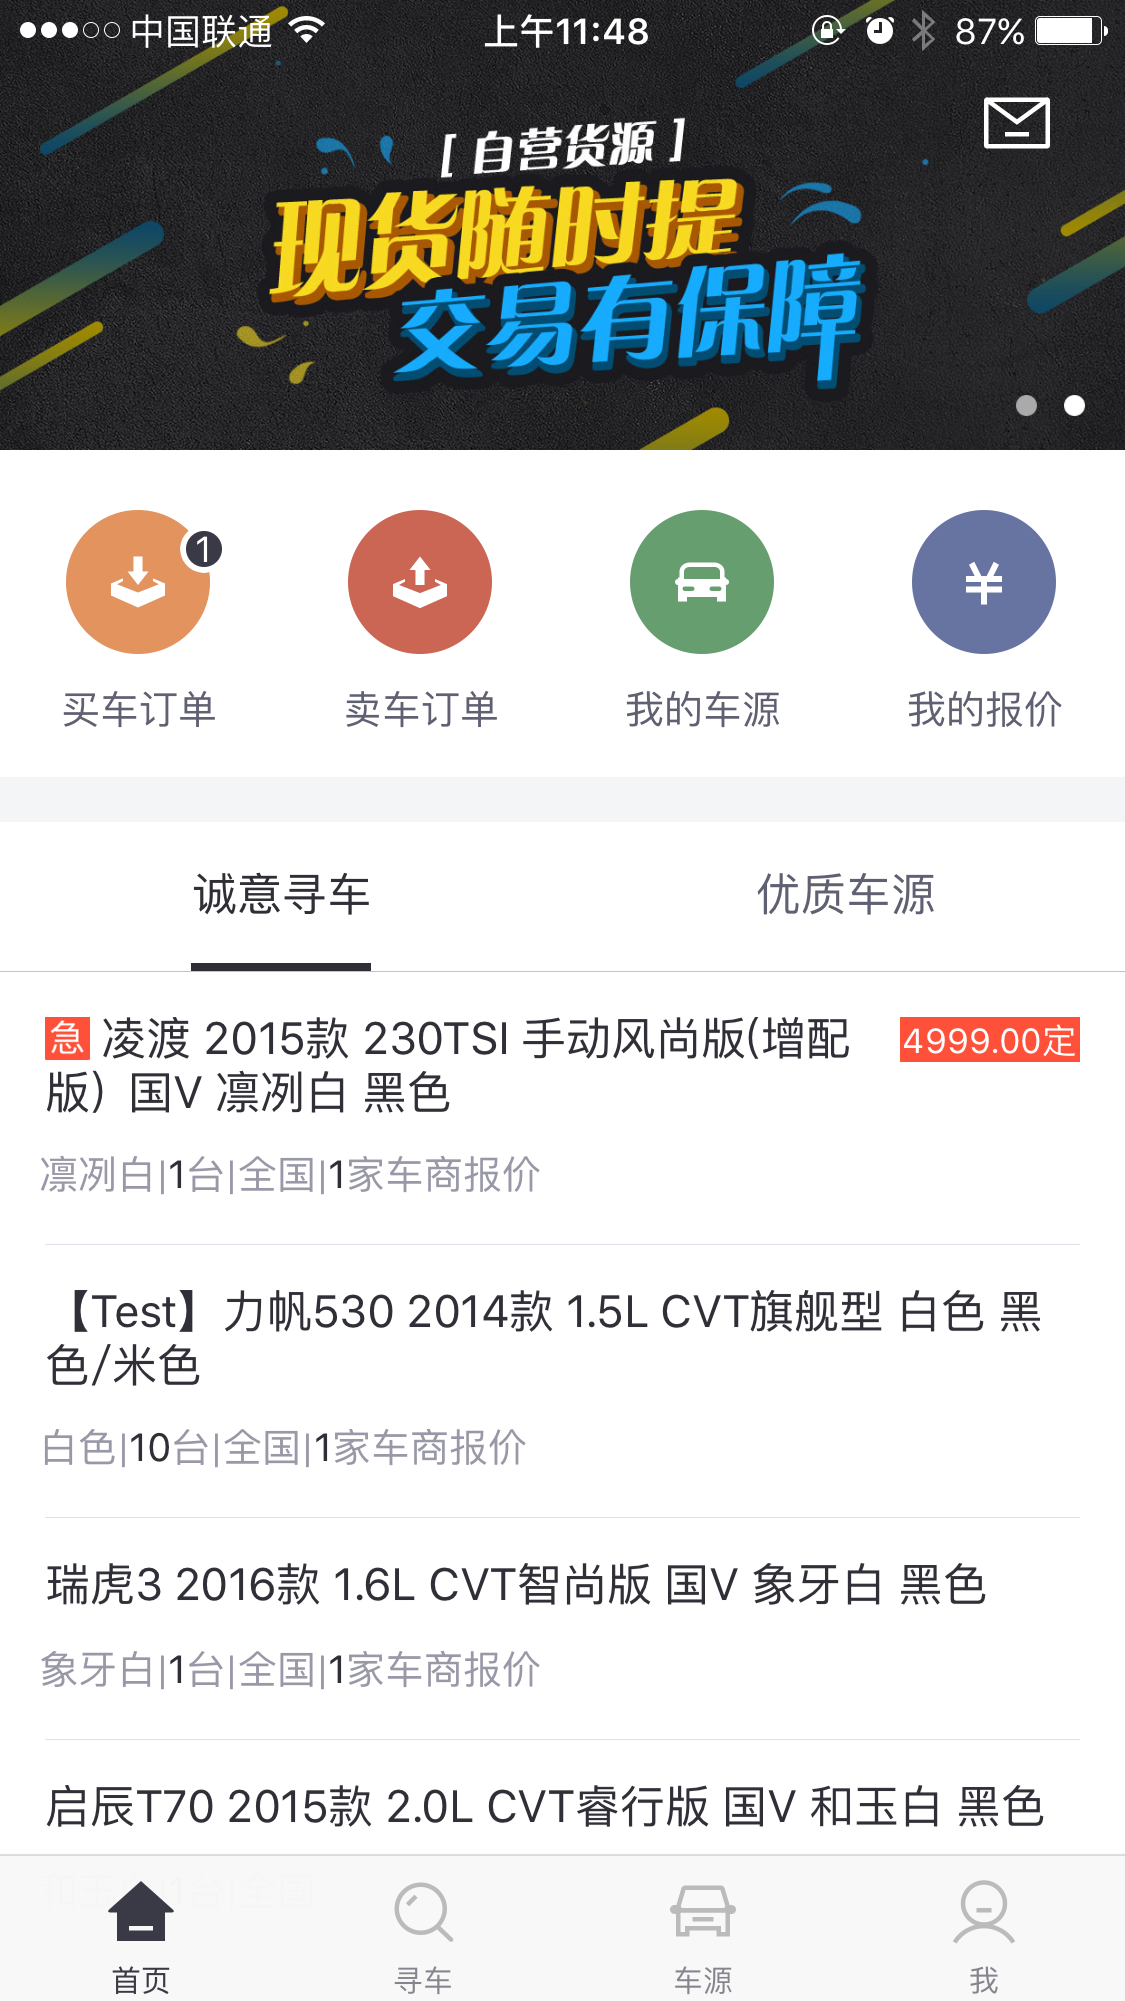 中国联通
上午11:48
87%
[自营货源]
现货随时提
交易有保障
1
买车订单
卖车订单
我的车源
我的报价
诚意寻车
优质车源
急 凌渡 2015款 230TSI 手动风尚版(增配
4999.00定
版) 国V 凛冽白 黑色
凛冽白|1台|全国|1家车商报价
【Test】力帆530 2014款 1.5L CVT旗舰型 白色 黑
色/米色
白色|10台|全国|1家车商报价
瑞虎3 2016款 1.6L CVT智尚版 国V 象牙白 黑色
象牙白|1台|全国|1家车商报价
启辰T70 2015款 2.0L CVT睿行版 国V 和玉白 黑色
首页
寻车
车源
我